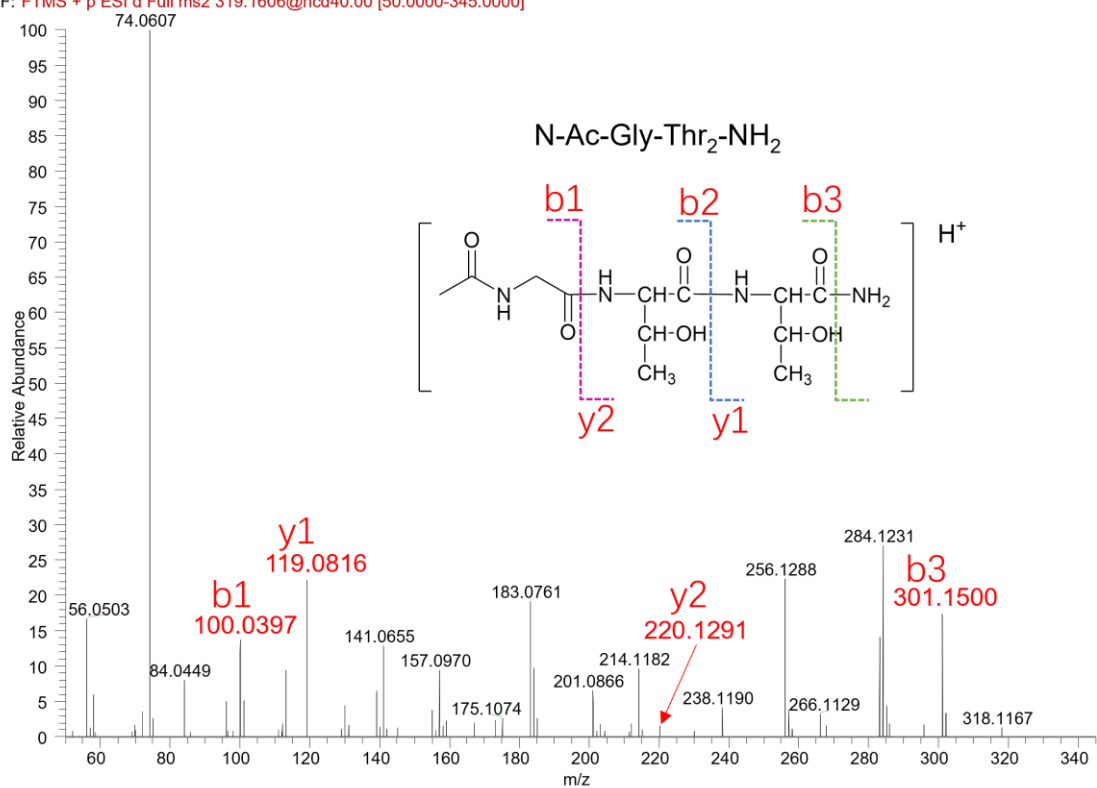 F: FTMS + p ESI d Full ms2 319.1606@hcd40.00 [50.0000-345.0000]
74.0607
100
95
90
85
80
75
70
65
60
55
50
45
40
35
30
25
20
15
10
5
0
Relative Abundance
N-Ac-Gly-Thr₂-NH₂
b1
b2
b3
H⁺
O
O
O
H
H
N
CH
C
N
CH
C
NH₂
N
H
O
CH-OH
CH-OH
CH₃
CH₃
y2
y1
y1
119.0816
b1
100.0397
56.0503
84.0449
141.0655
157.0970
175.1074
183.0761
201.0866
214.1182
y2
220.1291
238.1190
256.1288
266.1129
284.1231
b3
301.1500
318.1167
60
80
100
120
140
160
180
200
220
240
260
280
300
320
340
m/z